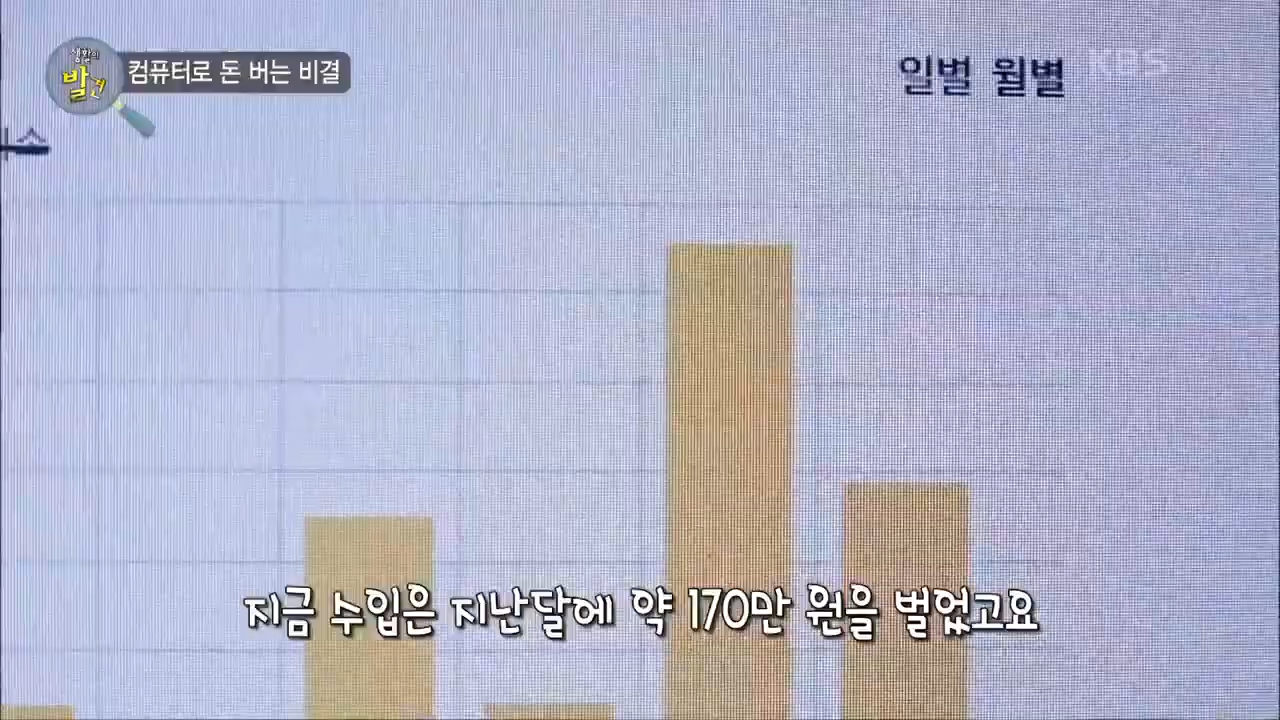 생활의
발견
컴퓨터로 돈 버는 비결
일별 월별
KBS
소
지금 수입은 지난달에 약 170만 원을 벌었고요